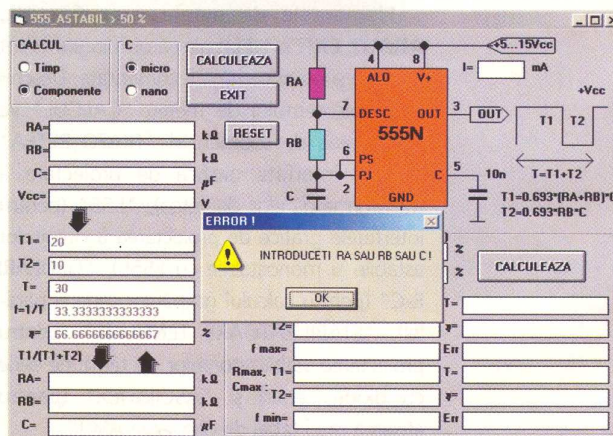 555_ASTABIL > 50 %
CALCUL
Timp
Componente
C
micro
nano
CALCULEAZA
EXIT
RESET
RA=
kΩ
RB=
kΩ
C=
µF
Vcc=
V
T1= 20
T2= 10
T= 30
f=1/T 33.3333333333333
η= 66.6666666666667 %
T1/(T1+T2)
RA=
kΩ
RB=
kΩ
C=
µF
+5...15Vcc
I= mA
4 8
ALO V+
RA
7 DESC OUT 3 OUT
555N
RB
6 PS
PJ
2
C 5
10n
C
GND
+Vcc
T1 T2
T=T1+T2
T1=0.693*(RA+RB)*C
T2=0.693*RB*C
ERROR !
INTRODUCETI RA SAU RB SAU C !
OK
%
%
CALCULEAZA
T=
T2= η=
f max= Err
Rmax, T1= T=
Cmax : T2= η=
f min= Err